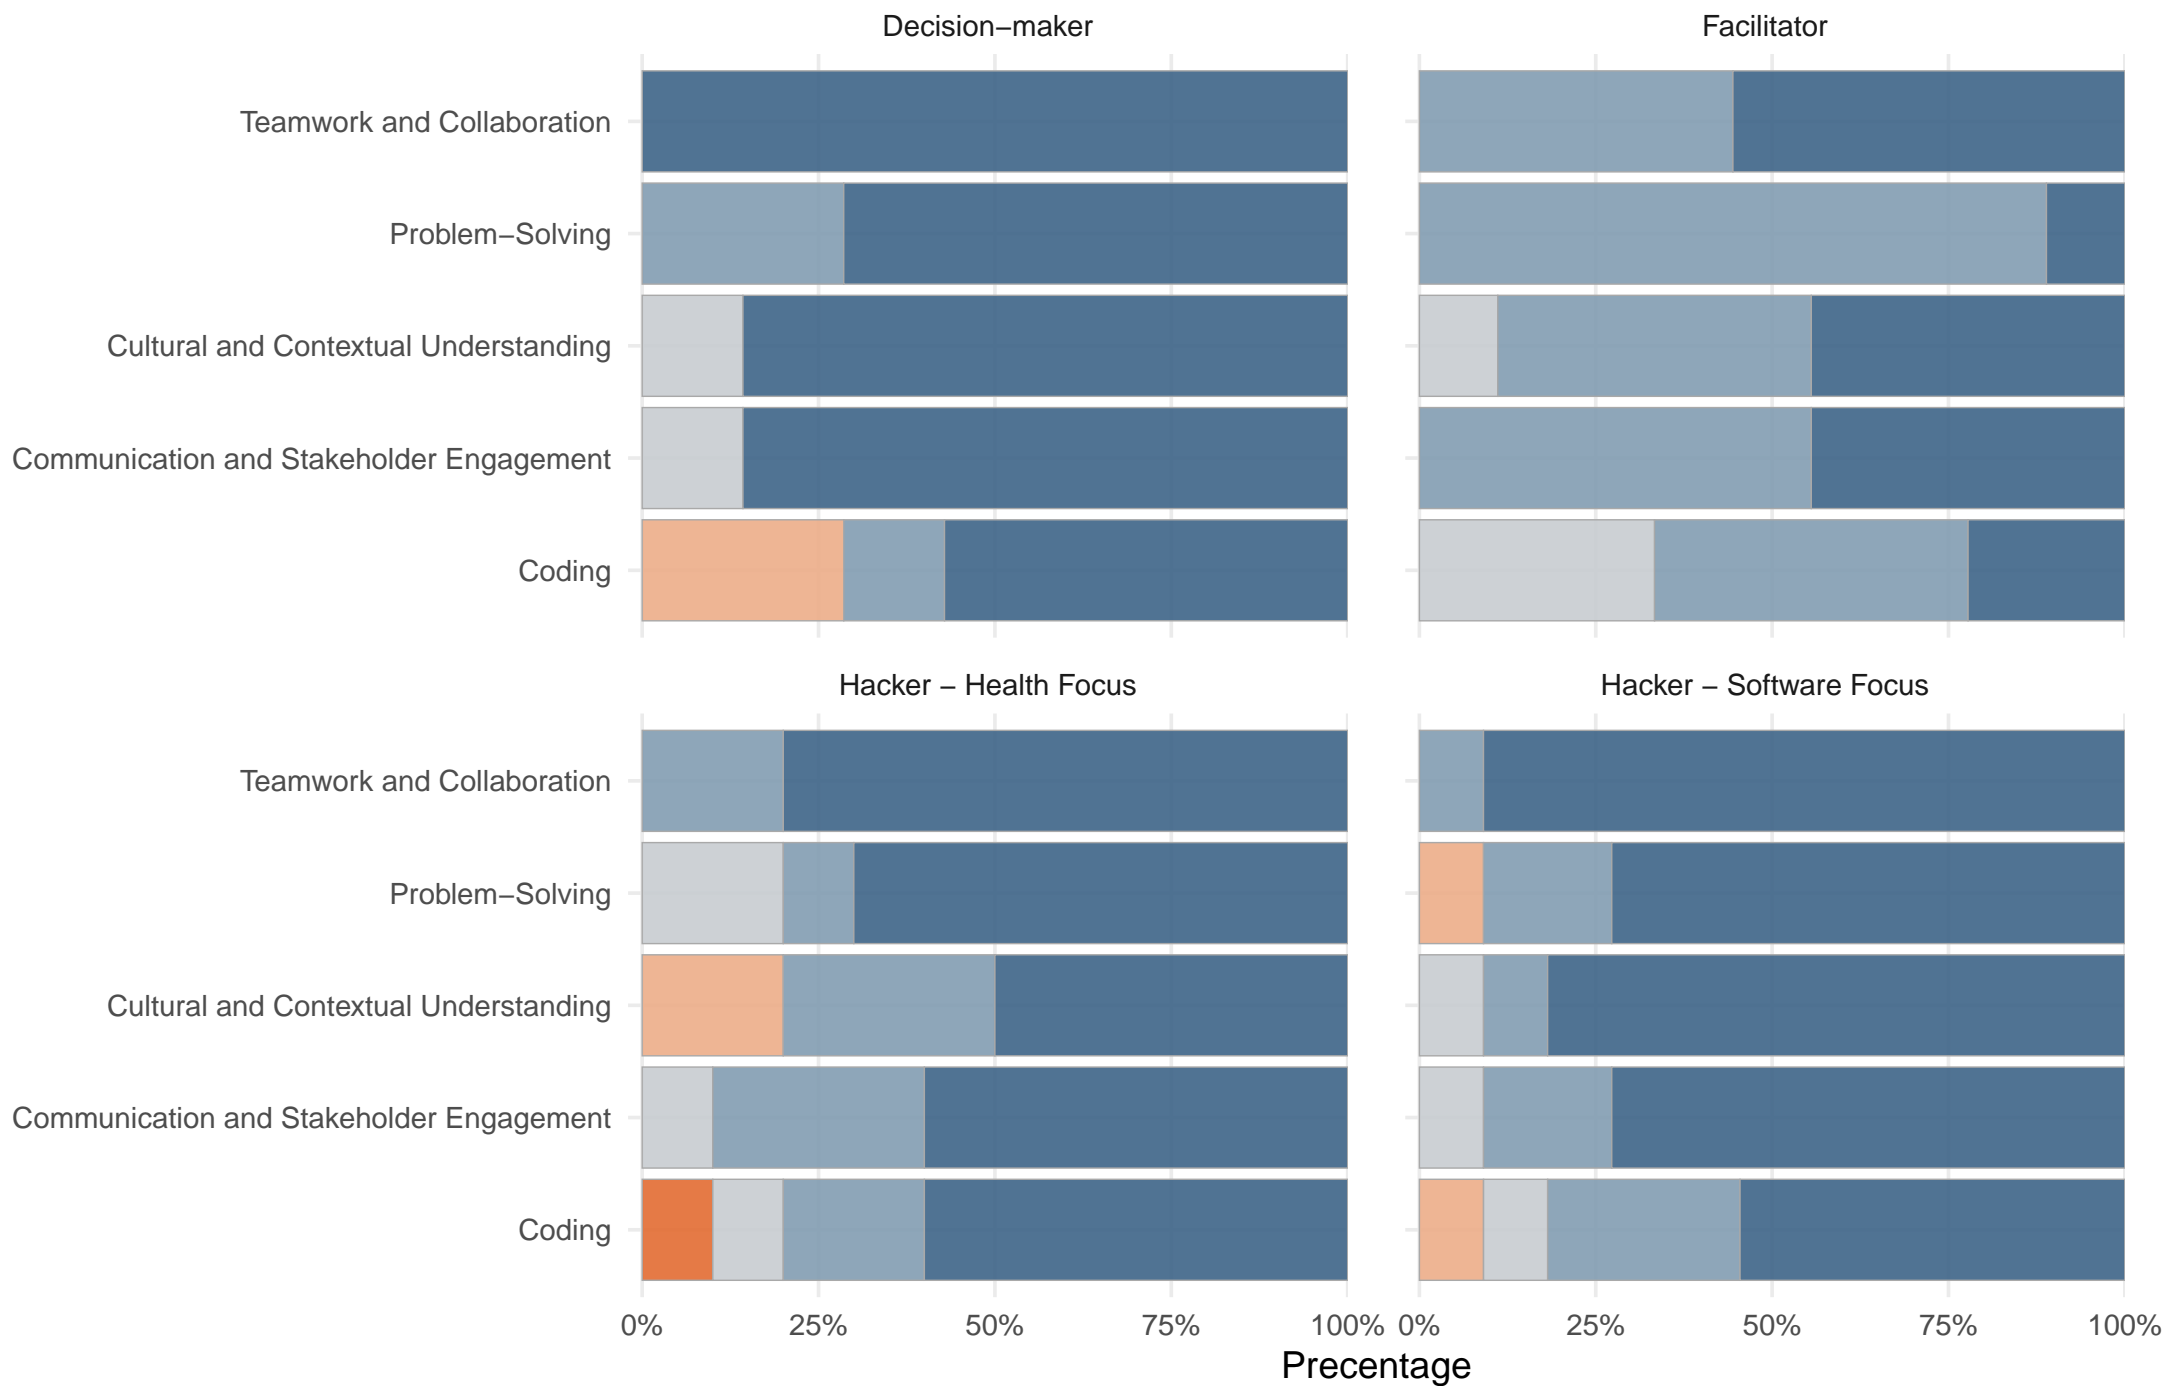 Decision−maker
Facilitator
Teamwork and Collaboration
Problem−Solving
Cultural and Contextual Understanding
Communication and Stakeholder Engagement
Coding
Hacker − Health Focus
Hacker − Software Focus
Teamwork and Collaboration
Problem−Solving
Cultural and Contextual Understanding
Communication and Stakeholder Engagement
Coding
0% 25% 50% 75% 100% 0% 25% 50% 75% 100%
Precentage